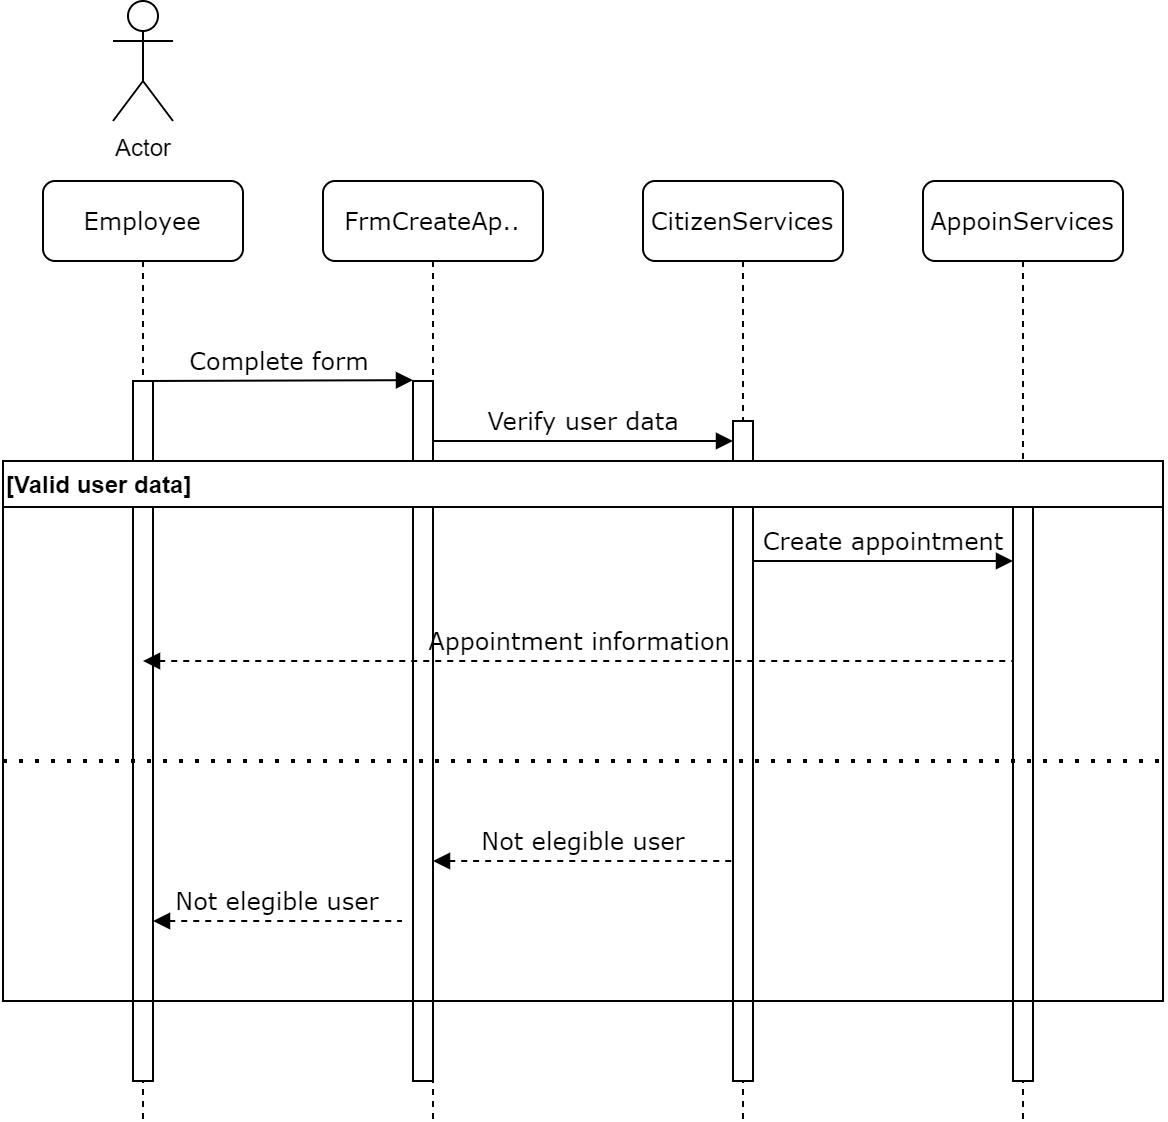 Actor
Employee
FrmCreateAp..
CitizenServices
AppoinServices
Complete form
Verify user data
[Valid user data]
Create appointment
Appointment information
Not elegible user
Not elegible user